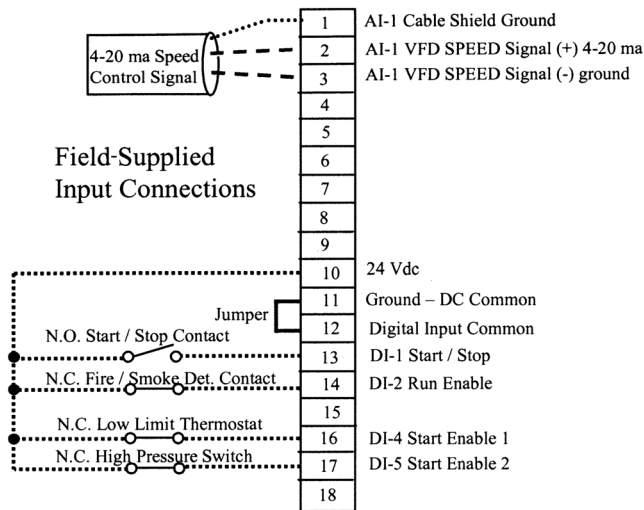 1 AI-1 Cable Shield Ground
4-20 ma Speed
Control Signal
2 AI-1 VFD SPEED Signal (+) 4-20 ma
3 AI-1 VFD SPEED Signal (-) ground
4
5
Field-Supplied
Input Connections
6
7
8
9
10 24 Vdc
11 Ground – DC Common
Jumper
12 Digital Input Common
N.O. Start / Stop Contact
13 DI-1 Start / Stop
N.C. Fire / Smoke Det. Contact
14 DI-2 Run Enable
15
N.C. Low Limit Thermostat
16 DI-4 Start Enable 1
N.C. High Pressure Switch
17 DI-5 Start Enable 2
18